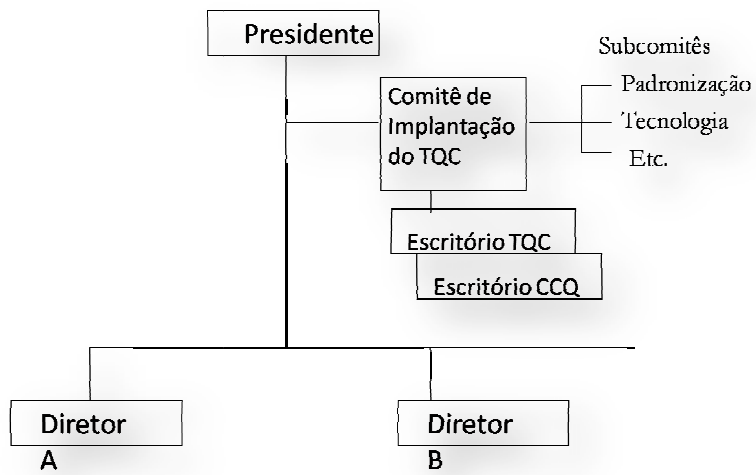 Presidente
Subcomitês
Padronização
Tecnologia
Etc.
Comitê de
Implantação
do TQC
Escritório TQC
Escritório CCQ
Diretor
A
Diretor
B